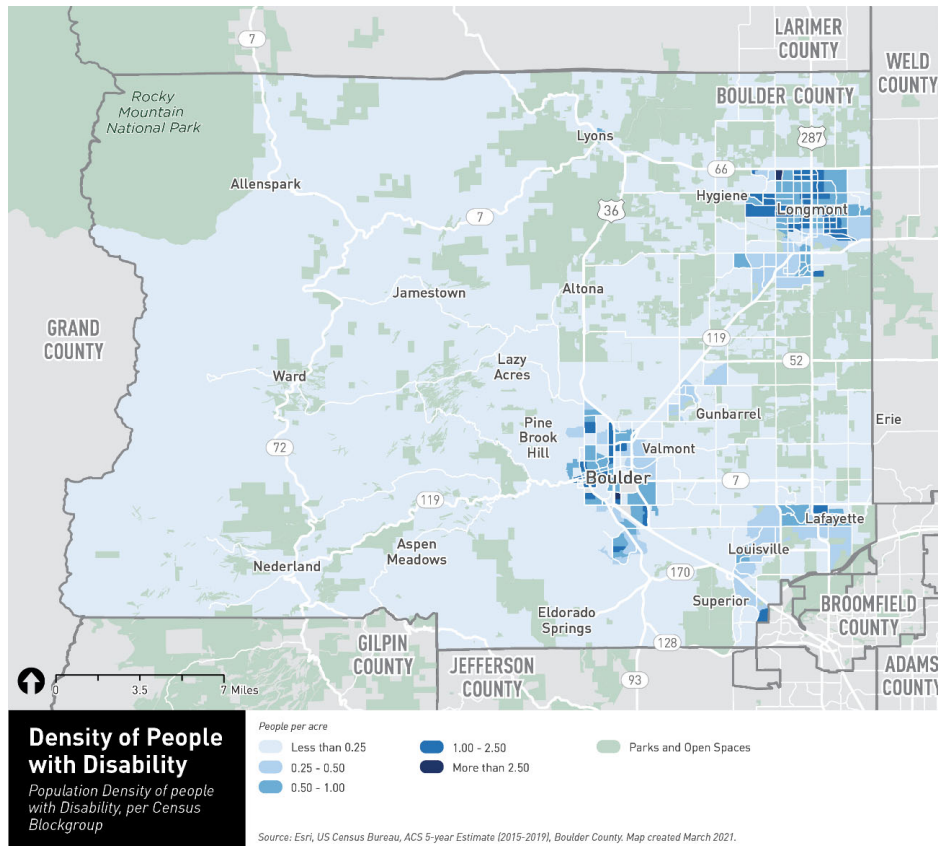 LARIMER
COUNTY
WELD
COUNTY
7
Rocky
Mountain
National Park
BOULDER COUNTY
287
Lyons
66
Allenspark
Hygiene
Longmont
7
36
Jamestown
Altona
GRAND
COUNTY
119
52
Lazy
Acres
Ward
Gunbarrel
Erie
Pine
Brook
Hill
Valmont
72
Boulder
7
119
Lafayette
Aspen
Meadows
Louisville
Nederland
170
Superior
BROOMFIELD
COUNTY
Eldorado
Springs
GILPIN
COUNTY
128
JEFFERSON
COUNTY
ADAMS
COUNTY
93
0 3.5 7 Miles
Density of People
with Disability
Population Density of people
with Disability, per Census
Blockgroup
People per acre
Less than 0.25
0.25 - 0.50
0.50 - 1.00
1.00 - 2.50
More than 2.50
Parks and Open Spaces
Source: Esri, US Census Bureau, ACS 5-year Estimate (2015-2019), Boulder County. Map created March 2021.